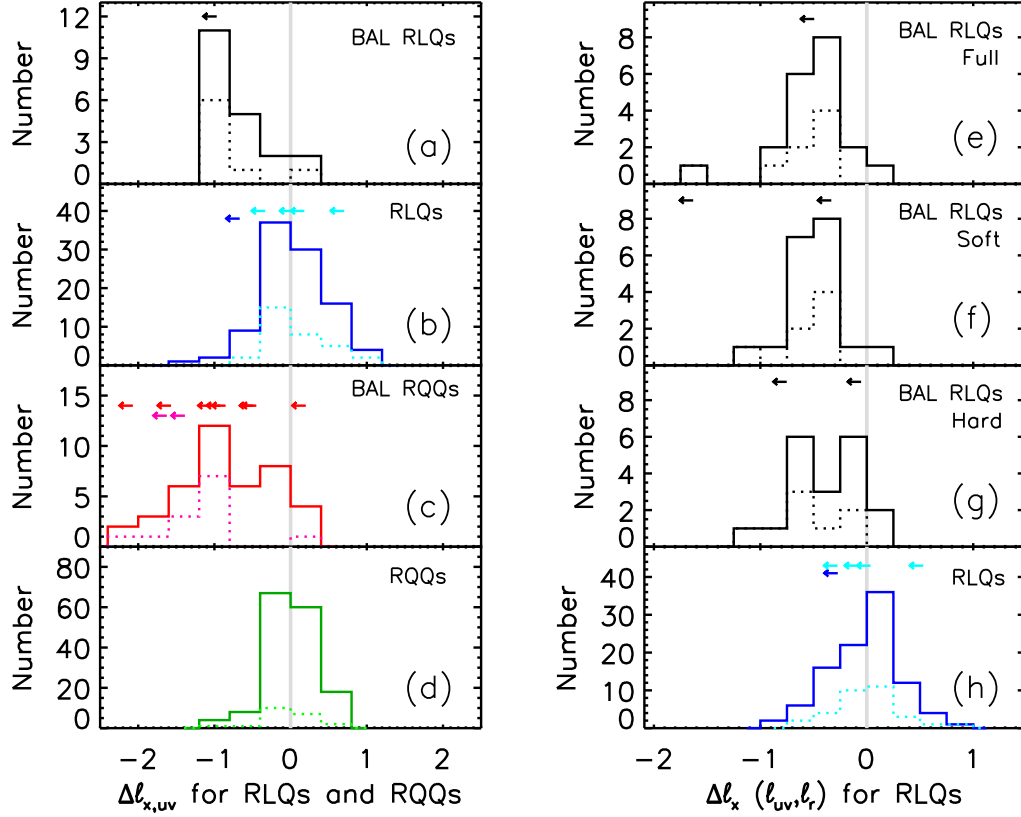 12
9
6
3
0
Number
BAL RLQs
(a)
40
30
20
10
0
Number
RLQs
(b)
15
10
5
0
Number
BAL RQQs
(c)
80
60
40
20
0
Number
RQQs
(d)
-2 -1 0 1 2
Δℓx,uv for RLQs and RQQs
8
6
4
2
0
Number
BAL RLQs
Full
(e)
8
6
4
2
0
Number
BAL RLQs
Soft
(f)
8
6
4
2
0
Number
BAL RLQs
Hard
(g)
40
30
20
10
0
Number
RLQs
(h)
-2 -1 0 1
Δℓx (ℓuv,ℓr) for RLQs